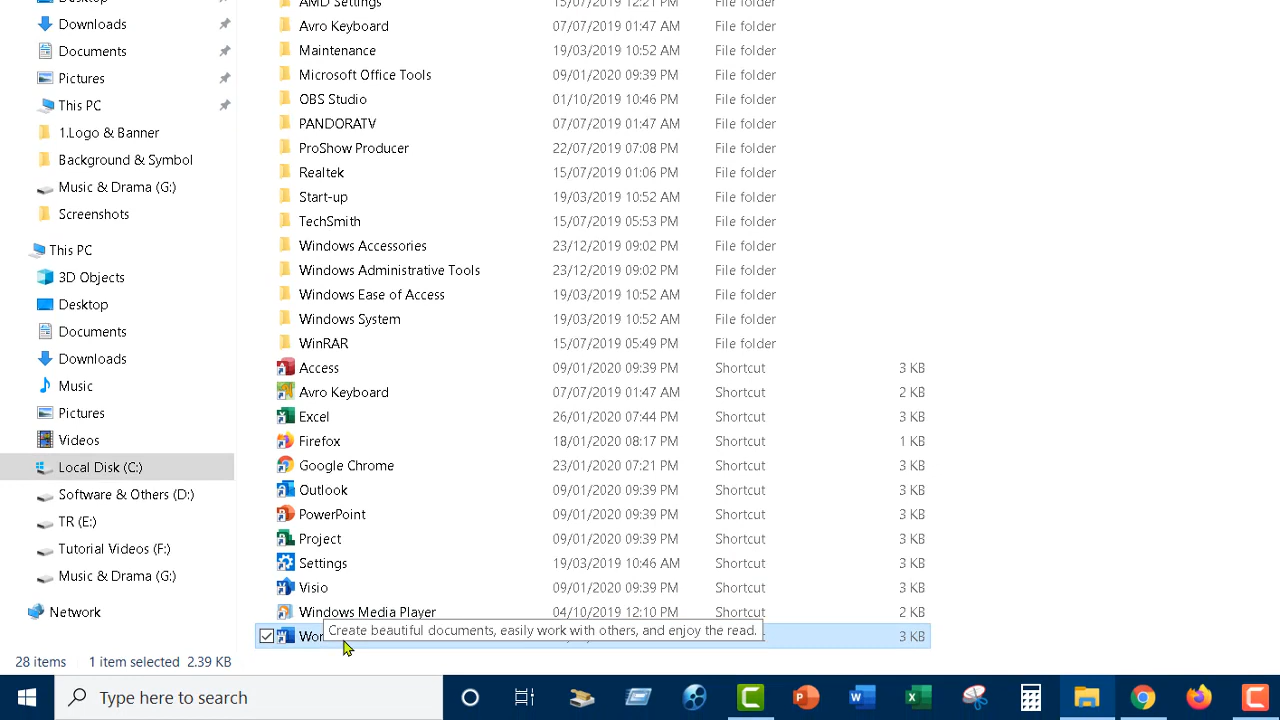 Downloads
Documents
Pictures
This PC
1.Logo & Banner
Background & Symbol
Music & Drama (G:)
Screenshots
This PC
3D Objects
Desktop
Documents
Downloads
Music
Pictures
Videos
Local Disk (C:)
Software & Others (D:)
TR (E:)
Tutorial Videos (F:)
Music & Drama (G:)
Network
AMD Settings 15/07/2019 12:21 PM File folder
Avro Keyboard 07/07/2019 01:47 AM File folder
Maintenance 19/03/2019 10:52 AM File folder
Microsoft Office Tools 09/01/2020 09:39 PM File folder
OBS Studio 01/10/2019 10:46 PM File folder
PANDORATV 07/07/2019 01:47 AM File folder
ProShow Producer 22/07/2019 07:08 PM File folder
Realtek 15/07/2019 01:06 PM File folder
Start-up 19/03/2019 10:52 AM File folder
TechSmith 15/07/2019 05:53 PM File folder
Windows Accessories 23/12/2019 09:02 PM File folder
Windows Administrative Tools 23/12/2019 09:02 PM File folder
Windows Ease of Access 19/03/2019 10:52 AM File folder
Windows System 19/03/2019 10:52 AM File folder
WinRAR 15/07/2019 05:49 PM File folder
Access 09/01/2020 09:39 PM Shortcut 3 KB
Avro Keyboard 07/07/2019 01:47 AM Shortcut 2 KB
Excel 26/01/2020 07:44 PM Shortcut 3 KB
Firefox 18/01/2020 08:17 PM Shortcut 1 KB
Google Chrome 23/01/2020 07:21 PM Shortcut 3 KB
Outlook 09/01/2020 09:39 PM Shortcut 3 KB
PowerPoint 09/01/2020 09:39 PM Shortcut 3 KB
Project 09/01/2020 09:39 PM Shortcut 3 KB
Settings 19/03/2019 10:46 AM Shortcut 3 KB
Visio 09/01/2020 09:39 PM Shortcut 3 KB
Windows Media Player 04/10/2019 12:10 PM Shortcut 2 KB
Wor 3 KB
Create beautiful documents, easily work with others, and enjoy the read.
28 items 1 item selected 2.39 KB
Type here to search